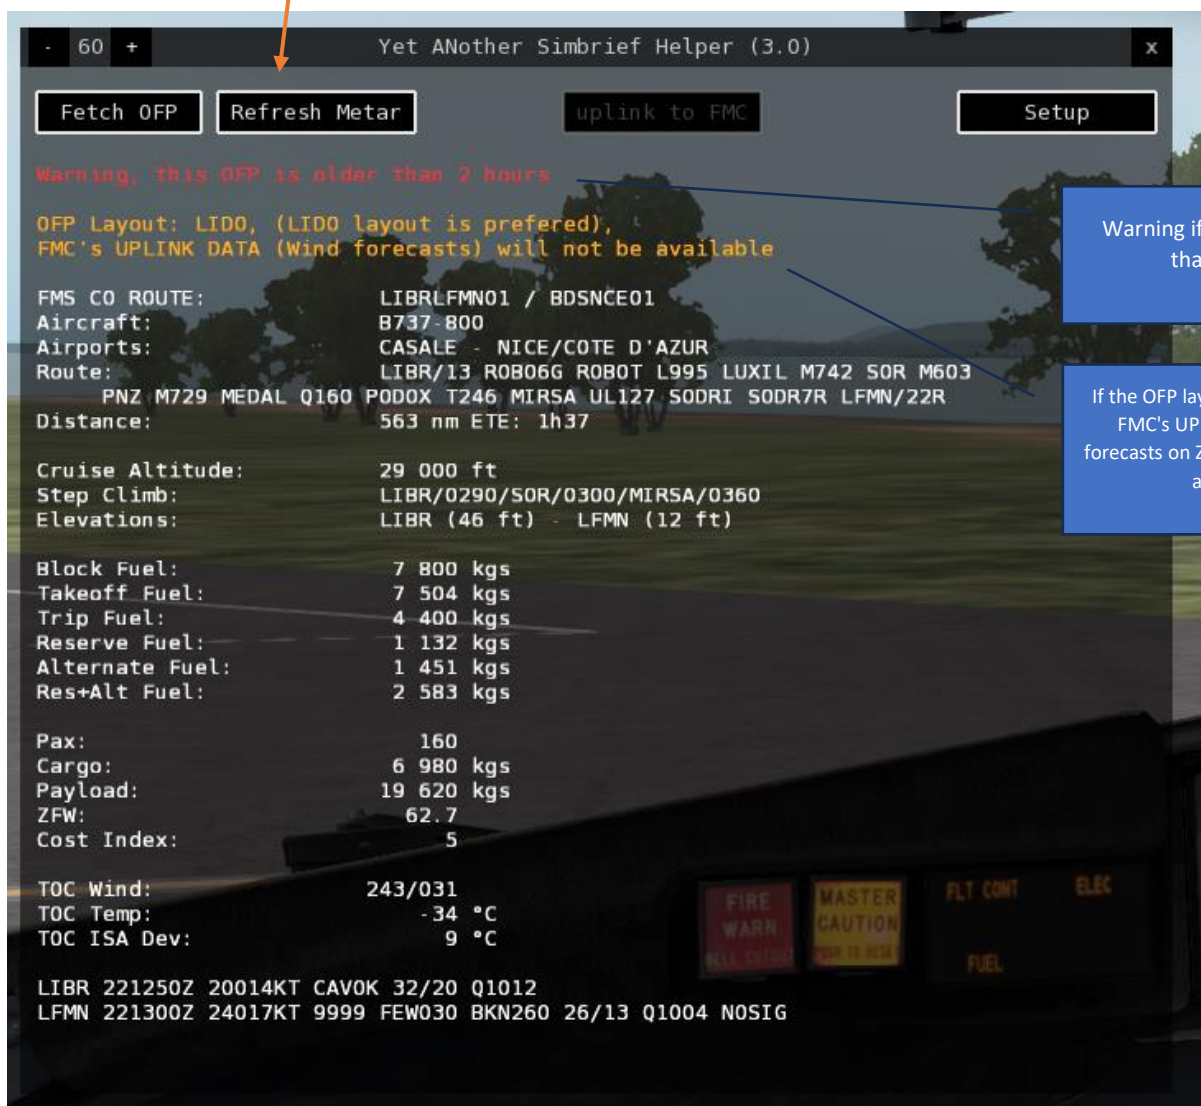 - 60 + Yet ANother Simbrief Helper (3.0) x
Fetch OFP Refresh Metar uplink to FMC Setup
Warning, this OFP is older than 2 hours
OFP Layout: LIDO, (LIDO layout is prefered),
FMC's UPLINK DATA (Wind forecasts) will not be available
FMS CO ROUTE: LIBRLFMN01 / BDSNCE01
Aircraft: B737-800
Airports: CASALE - NICE/COTE D'AZUR
Route: LIBR/13 ROBO6G ROBOT L995 LUXIL M742 SOR M603
PNZ M729 MEDAL Q160 PODOX T246 MIRSA UL127 SODRI SODR7R LFMN/22R
Distance: 563 nm ETE: 1h37
Cruise Altitude: 29 000 ft
Step Climb: LIBR/0290/SOR/0300/MIRSA/0360
Elevations: LIBR (46 ft) - LFMN (12 ft)
Block Fuel: 7 800 kgs
Takeoff Fuel: 7 504 kgs
Trip Fuel: 4 400 kgs
Reserve Fuel: 1 132 kgs
Alternate Fuel: 1 451 kgs
Res+Alt Fuel: 2 583 kgs
Pax: 160
Cargo: 6 980 kgs
Payload: 19 620 kgs
ZFW: 62.7
Cost Index: 5
TOC Wind: 243/031
TOC Temp: -34 °C
TOC ISA Dev: 9 °C
LIBR 221250Z 20014KT CAVOK 32/20 Q1012
LFMN 221300Z 24017KT 9999 FEW030 BKN260 26/13 Q1004 NOSIG
Warning if
tha
If the OFP lay
FMC's UP
forecasts on Z
a
FIRE
WARN
BELL CUTOUT
MASTER
CAUTION
PUSH TO RESET
FLT CONT ELEC
FUEL